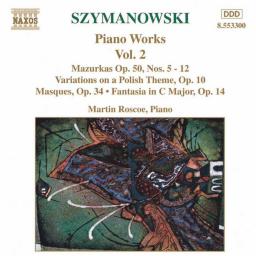 NAXOS
DDD
8.553300
SZYMANOWSKI
Piano Works
Vol. 2
Mazurkas Op. 50, Nos. 5 - 12
Variations on a Polish Theme, Op. 10
Masques, Op. 34 • Fantasia in C Major, Op. 14
Martin Roscoe, Piano